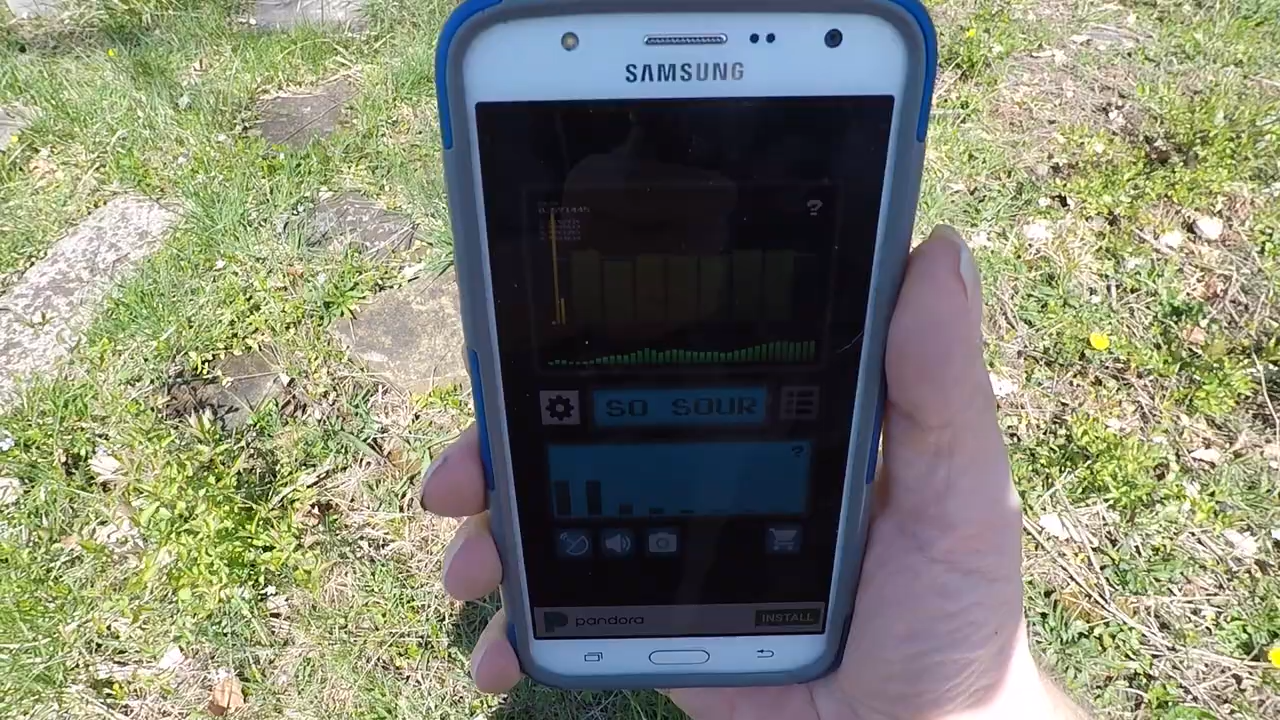 SAMSUNG
?
SO SOUR
?
pandora
INSTALL